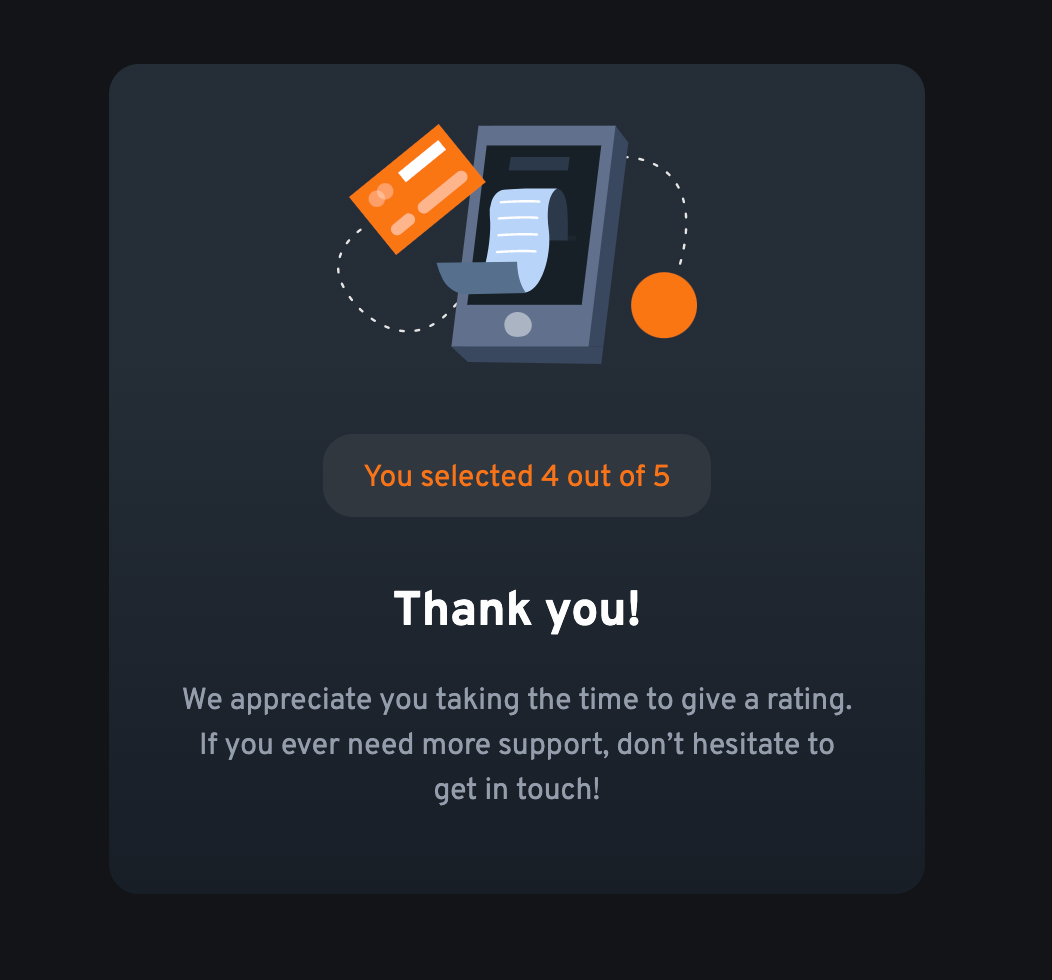 You selected 4 out of 5
Thank you!
We appreciate you taking the time to give a rating.
If you ever need more support, don’t hesitate to
get in touch!